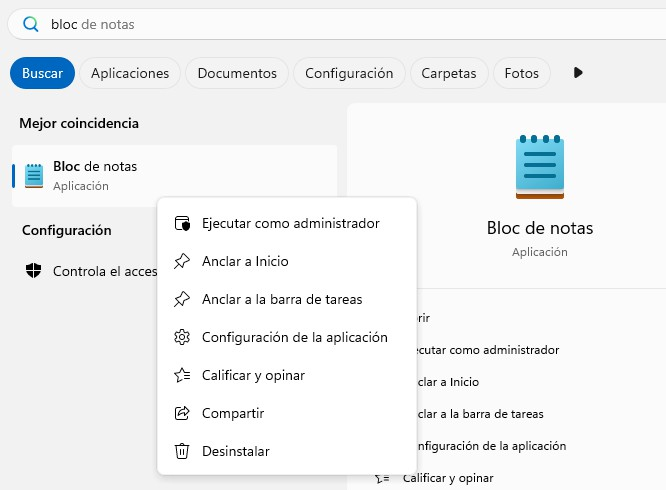 bloc de notas
Buscar
Aplicaciones
Documentos
Configuración
Carpetas
Fotos
Mejor coincidencia
Bloc de notas
Aplicación
Configuración
Controla el acces
Ejecutar como administrador
Anclar a Inicio
Anclar a la barra de tareas
Configuración de la aplicación
Calificar y opinar
Compartir
Desinstalar
Bloc de notas
Aplicación
rir
ecutar como administrador
clar a Inicio
clar a la barra de tareas
nfiguración de la aplicación
Calificar y opinar